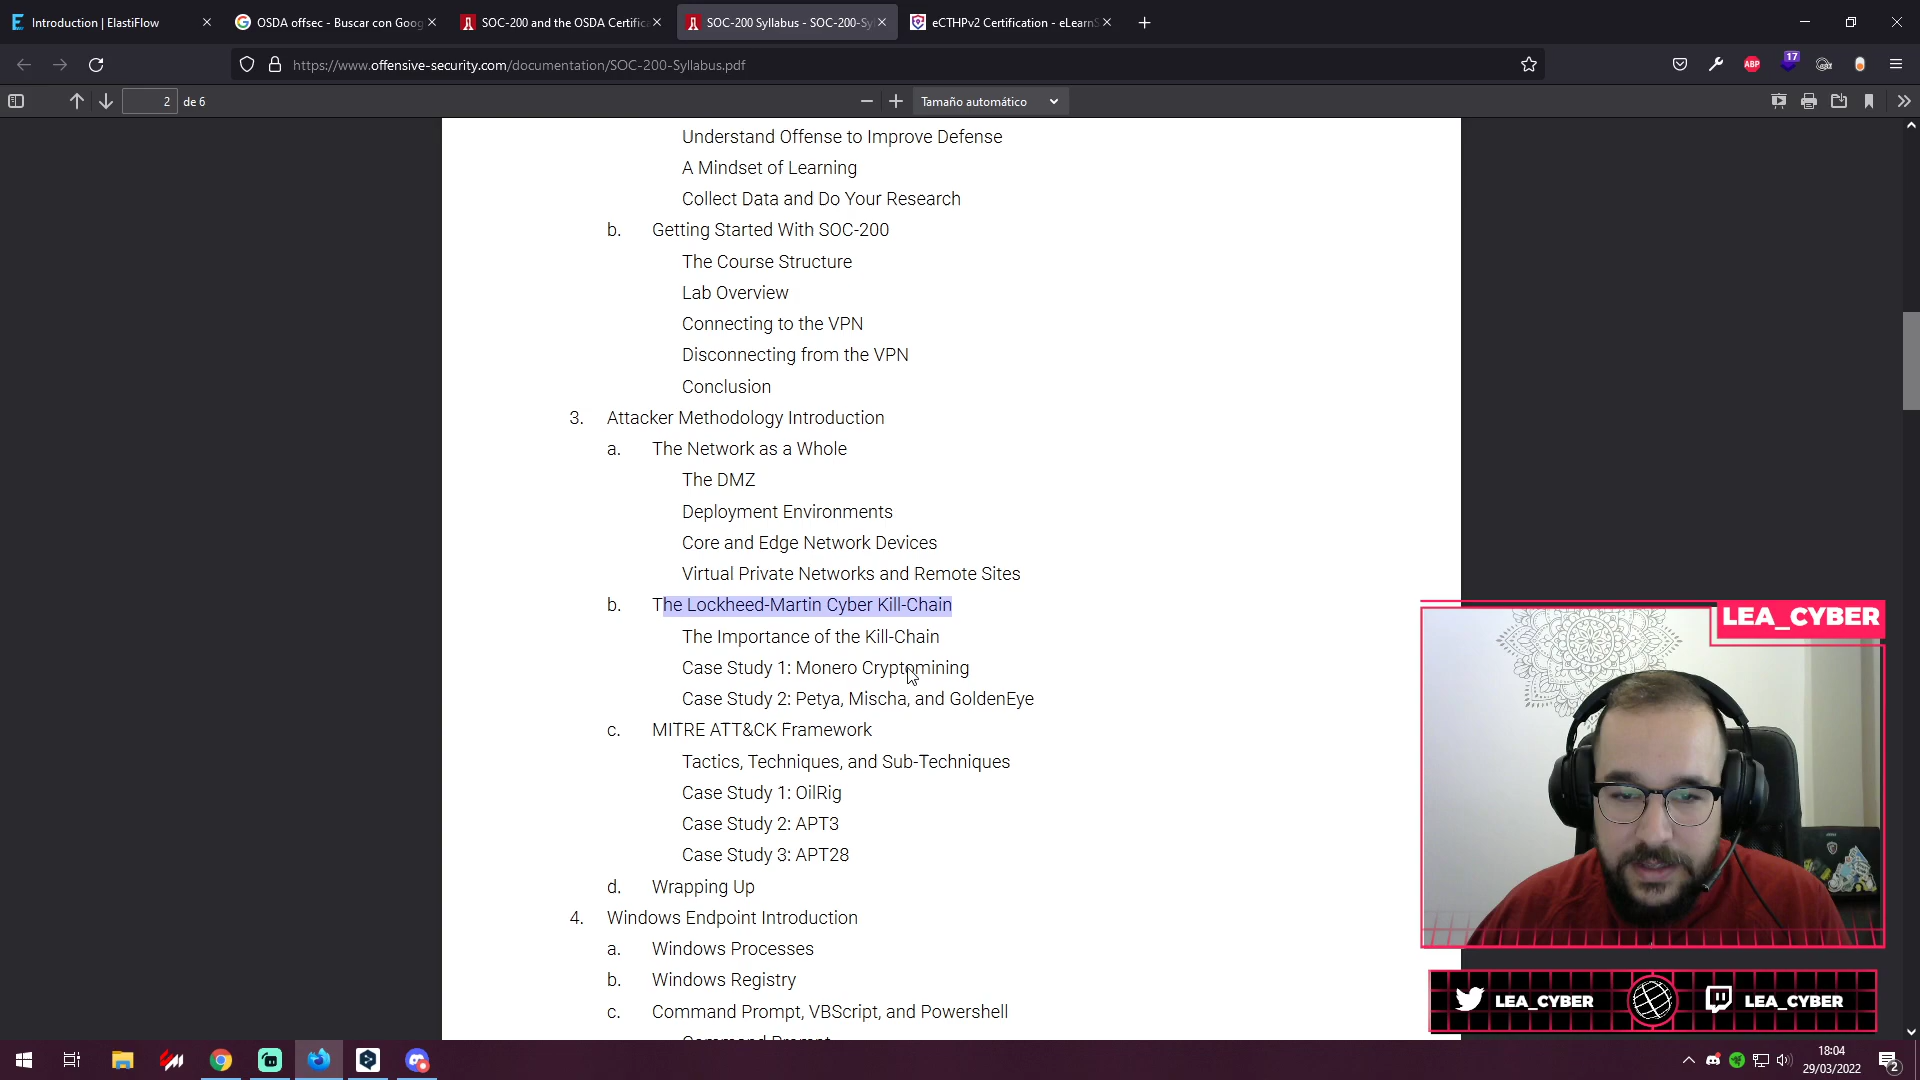 Introduction | ElastiFlow
OSDA offsec - Buscar con Goog
SOC-200 and the OSDA Certific
SOC-200 Syllabus - SOC-200-Sy
eCTHPv2 Certification - eLearnS
https://www.offensive-security.com/documentation/SOC-200-Syllabus.pdf
ABP
17
2 de 6
Tamaño automático
Understand Offense to Improve Defense
A Mindset of Learning
Collect Data and Do Your Research
b. Getting Started With SOC-200
The Course Structure
Lab Overview
Connecting to the VPN
Disconnecting from the VPN
Conclusion
3. Attacker Methodology Introduction
a. The Network as a Whole
The DMZ
Deployment Environments
Core and Edge Network Devices
Virtual Private Networks and Remote Sites
b. The Lockheed-Martin Cyber Kill-Chain
The Importance of the Kill-Chain
Case Study 1: Monero Cryptomining
Case Study 2: Petya, Mischa, and GoldenEye
c. MITRE ATT&CK Framework
Tactics, Techniques, and Sub-Techniques
Case Study 1: OilRig
Case Study 2: APT3
Case Study 3: APT28
d. Wrapping Up
4. Windows Endpoint Introduction
a. Windows Processes
b. Windows Registry
c. Command Prompt, VBScript, and Powershell
Command Prompt
LEA_CYBER
LEA_CYBER
LEA_CYBER
18:04
29/03/2022
2